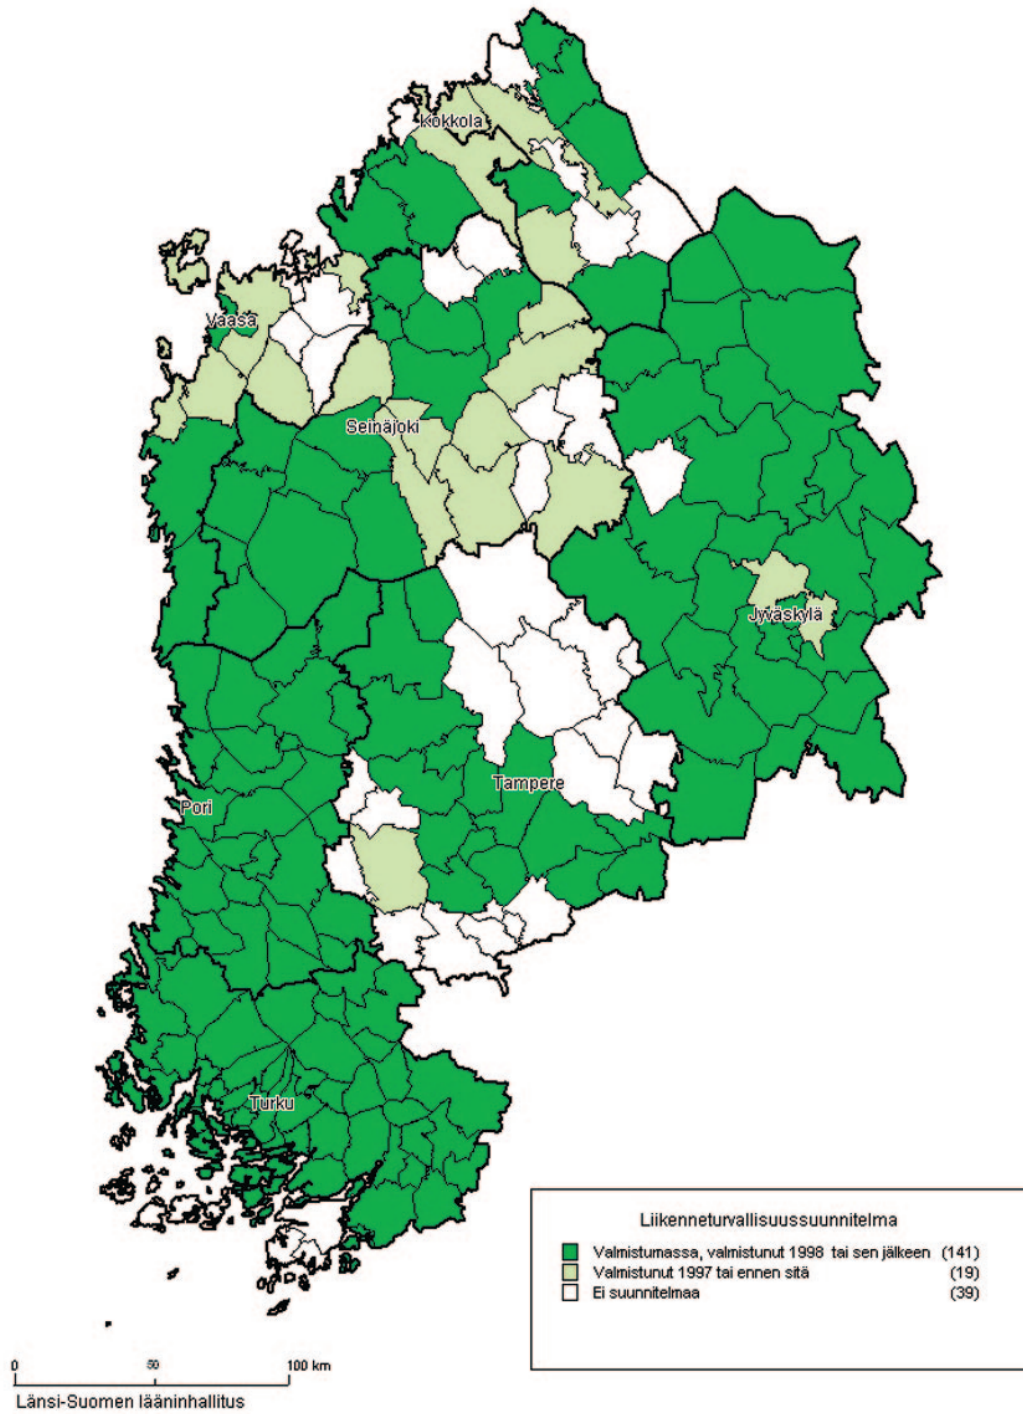 Kokkola
Vaasa
Seinäjoki
Jyväskylä
Tampere
Pori
Turku
Liikenneturvallisuussuunnitelma
Valmistumassa, valmistunut 1998 tai sen jälkeen (141)
Valmistunut 1997 tai ennen sitä (19)
Ei suunnitelmaa (39)
0 50 100 km
Länsi-Suomen lääninhallitus